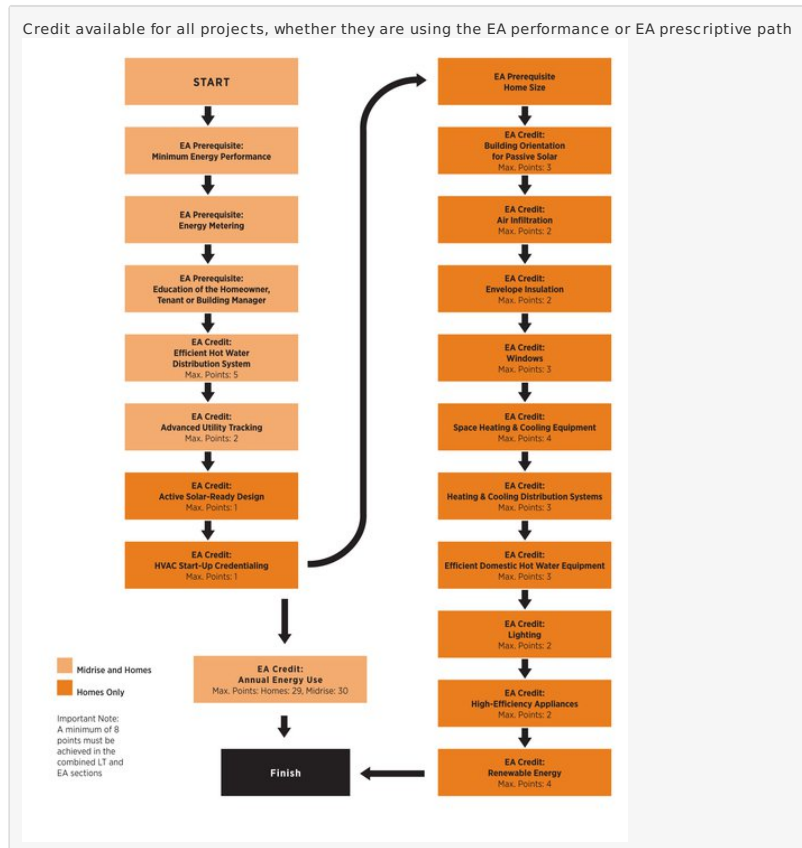 Credit available for all projects, whether they are using the EA performance or EA prescriptive path
START
EA Prerequisite:
Minimum Energy Performance
EA Prerequisite:
Energy Metering
EA Prerequisite:
Education of the Homeowner,
Tenant or Building Manager
EA Credit:
Efficient Hot Water
Distribution System
Max. Points: 5
EA Credit:
Advanced Utility Tracking
Max. Points: 2
EA Credit:
Active Solar-Ready Design
Max. Points: 1
EA Credit:
HVAC Start-Up Credentialing
Max. Points: 1
EA Prerequisite
Home Size
EA Credit:
Building Orientation
for Passive Solar
Max. Points: 3
EA Credit:
Air Infiltration
Max. Points: 2
EA Credit:
Envelope Insulation
Max. Points: 2
EA Credit:
Windows
Max. Points: 3
EA Credit:
Space Heating & Cooling Equipment
Max. Points: 4
EA Credit:
Heating & Cooling Distribution Systems
Max. Points: 3
EA Credit:
Efficient Domestic Hot Water Equipment
Max. Points: 3
EA Credit:
Lighting
Max. Points: 2
EA Credit:
High-Efficiency Appliances
Max. Points: 2
EA Credit:
Renewable Energy
Max. Points: 4
EA Credit:
Annual Energy Use
Max. Points: Homes: 29, Midrise: 30
Finish
Midrise and Homes
Homes Only
Important Note:
A minimum of 8
points must be
achieved in the
combined LT and
EA sections